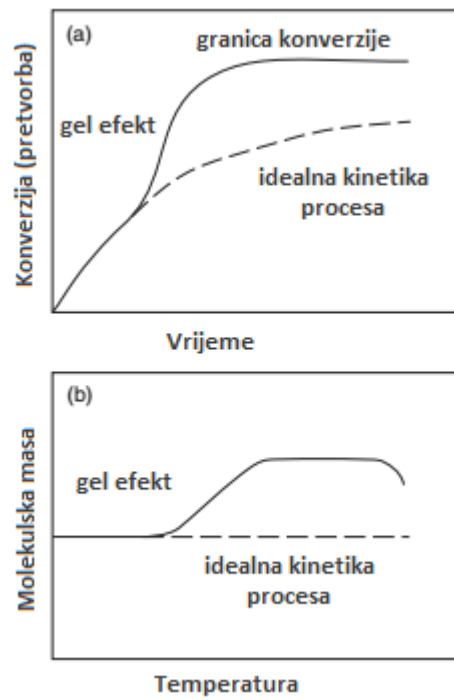 (a)
granica konverzije
gel efekt
idealna kinetika
procesa
Konverzija (pretvorba)
Vrijeme
(b)
gel efekt
idealna kinetika
procesa
Molekulska masa
Temperatura